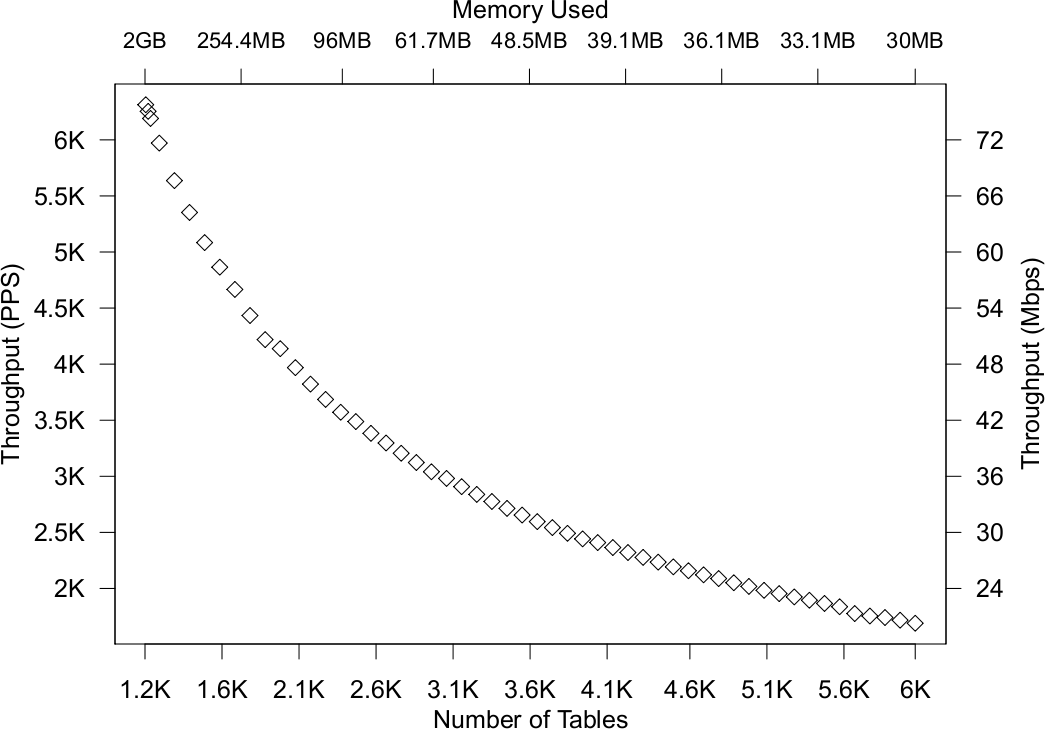 Memory Used
2GB 254.4MB 96MB 61.7MB 48.5MB 39.1MB 36.1MB 33.1MB 30MB
6K 72
5.5K 66
5K 60
4.5K 54
4K 48
3.5K 42
3K 36
2.5K 30
2K 24
Throughput (PPS)
Throughput (Mbps)
1.2K 1.6K 2.1K 2.6K 3.1K 3.6K 4.1K 4.6K 5.1K 5.6K 6K
Number of Tables